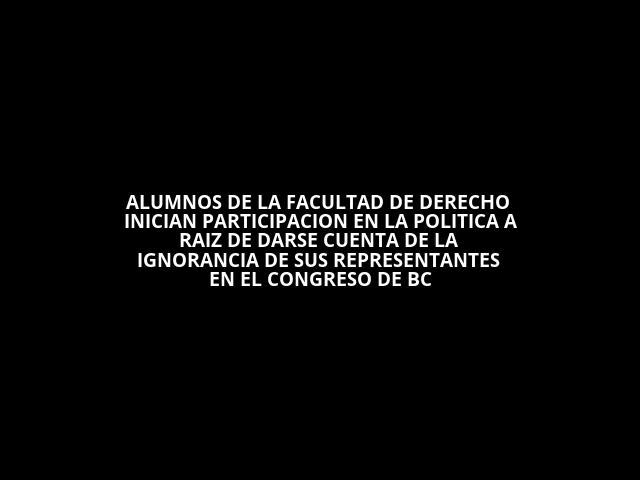 ALUMNOS DE LA FACULTAD DE DERECHO
INICIAN PARTICIPACION EN LA POLITICA A
RAIZ DE DARSE CUENTA DE LA
IGNORANCIA DE SUS REPRESENTANTES
EN EL CONGRESO DE BC